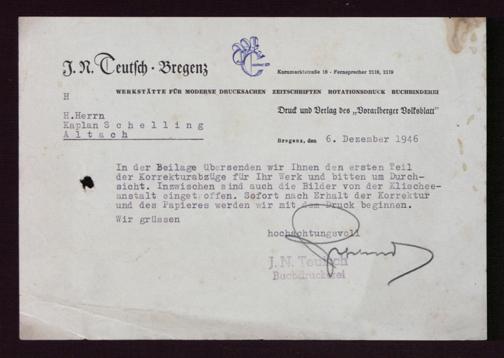 J. N. Teutsch · Bregenz
Kornmarktstraße 18 - Fernsprecher 2118, 2119
WERKSTÄTTE FÜR MODERNE DRUCKSACHEN ZEITSCHRIFTEN ROTATIONSDRUCK BUCHBINDEREI
H
Druck und Verlag des „Vorarlberger Volksblatt"
H.Herrn
Kaplan Schelling
Altach
Bregenz, den 6. Dezember 1946
In der Beilage übersenden wir Ihnen den ersten Teil
der Korrekturabzüge für Ihr Werk und bitten um Durch-
sicht. Inzwischen sind auch die Bilder von der Klischee-
anstalt eingetroffen. Sofort nach Erhalt der Korrektur
und des Papieres werden wir mit dem Druck beginnen.
Wir grüssen
hochachtungsvoll
J. N. Teutsch
Buchdruckerei